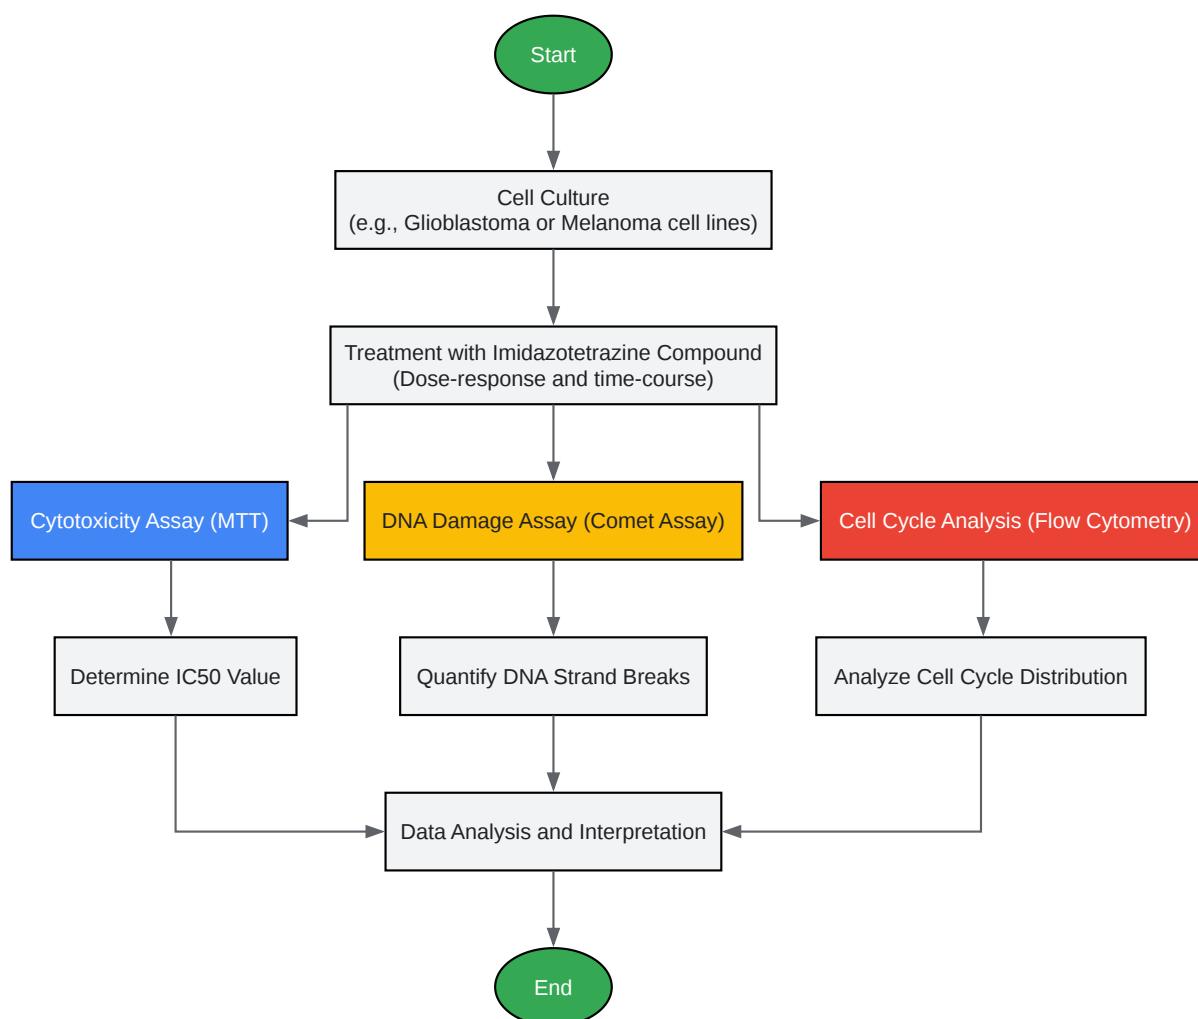 Start
Cell Culture
(e.g., Glioblastoma or Melanoma cell lines)
Treatment with Imidazotetrazine Compound
(Dose-response and time-course)
Cytotoxicity Assay (MTT)
DNA Damage Assay (Comet Assay)
Cell Cycle Analysis (Flow Cytometry)
Determine IC50 Value
Quantify DNA Strand Breaks
Analyze Cell Cycle Distribution
Data Analysis and Interpretation
End